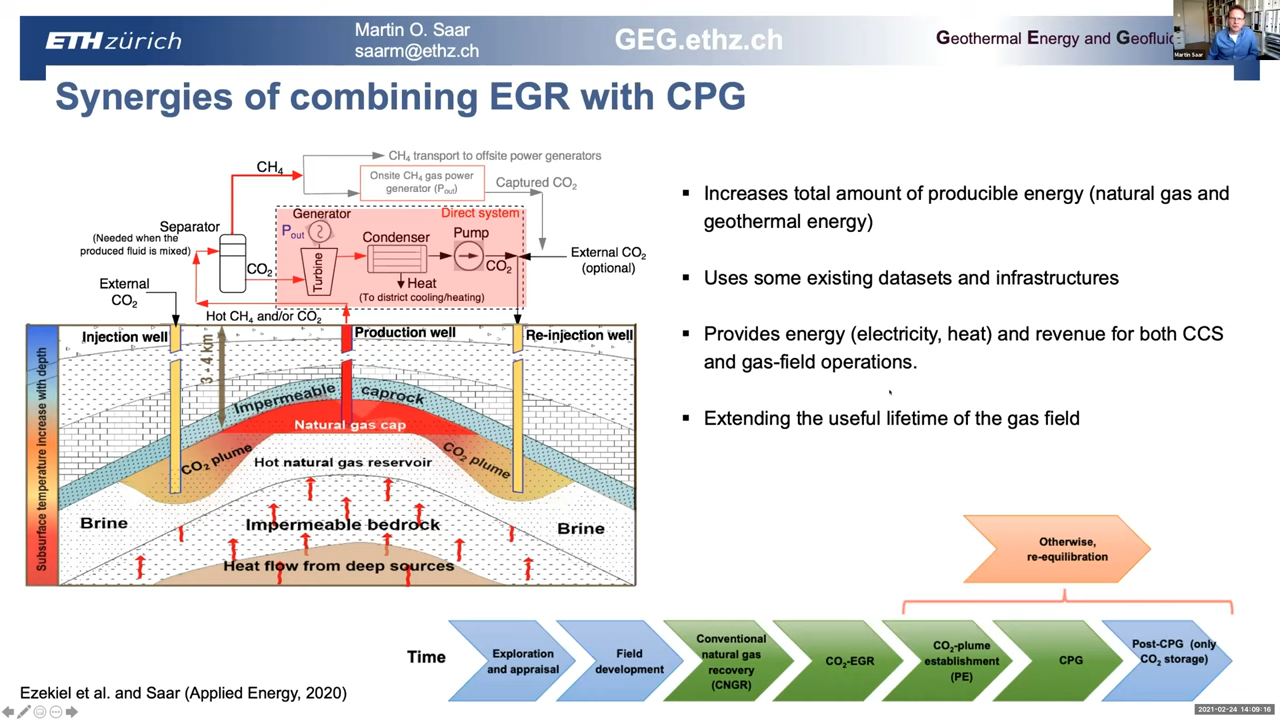 ETH zürich
Martin O. Saar
saarm@ethz.ch
GEG.ethz.ch
Geothermal Energy and Geoflui
Martin Saar
Synergies of combining EGR with CPG
CH4
CH4 transport to offsite power generators
Onsite CH4 gas power
generator (Pout)
Captured CO2
Separator
(Needed when the
produced fluid is mixed)
Generator
Direct system
Pout
Turbine
Condenser
Pump
CO2
CO2
External CO2
(optional)
Heat
(To district cooling/heating)
External
CO2
Hot CH4 and/or CO2
Injection well
Production well
Re-injection well
3 - 4 km
Subsurface temperature increase with depth
Impermeable caprock
Natural gas cap
CO2 plume
CO2 plume
Hot natural gas reservoir
Brine
Impermeable bedrock
Brine
Heat flow from deep sources
▪ Increases total amount of producible energy (natural gas and
geothermal energy)
▪ Uses some existing datasets and infrastructures
▪ Provides energy (electricity, heat) and revenue for both CCS
and gas-field operations.
▪ Extending the useful lifetime of the gas field
Otherwise,
re-equilibration
Time
Exploration
and appraisal
Field
development
Conventional
natural gas
recovery
(CNGR)
CO2-EGR
CO2-plume
establishment
(PE)
CPG
Post-CPG (only
CO2 storage)
Ezekiel et al. and Saar (Applied Energy, 2020)
2021-02-24 14:09:16